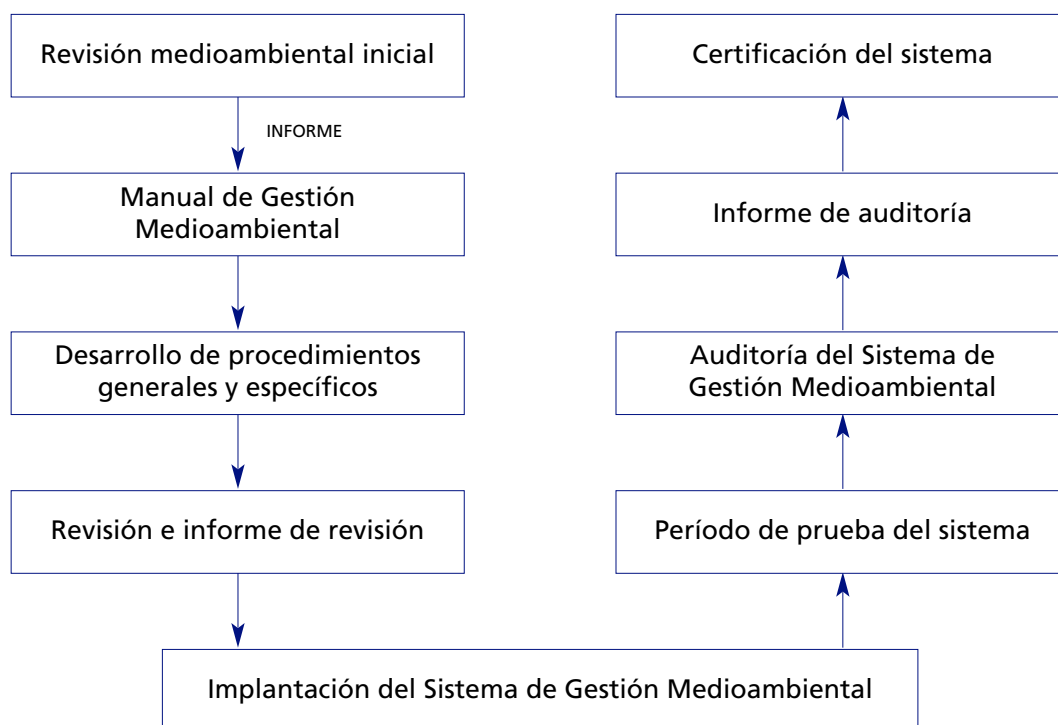 Revisión medioambiental inicial
INFORME
Manual de Gestión
Medioambiental
Desarrollo de procedimientos
generales y específicos
Revisión e informe de revisión
Implantación del Sistema de Gestión Medioambiental
Período de prueba del sistema
Auditoría del Sistema de
Gestión Medioambiental
Informe de auditoría
Certificación del sistema